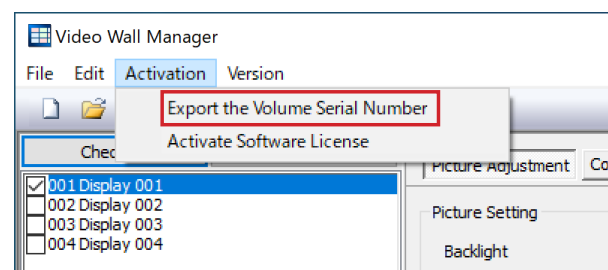 Video Wall Manager
File Edit Activation Version
Export the Volume Serial Number
Activate Software License
Picture Adjustment
001 Display 001
002 Display 002
003 Display 003
004 Display 004
Picture Setting
Backlight